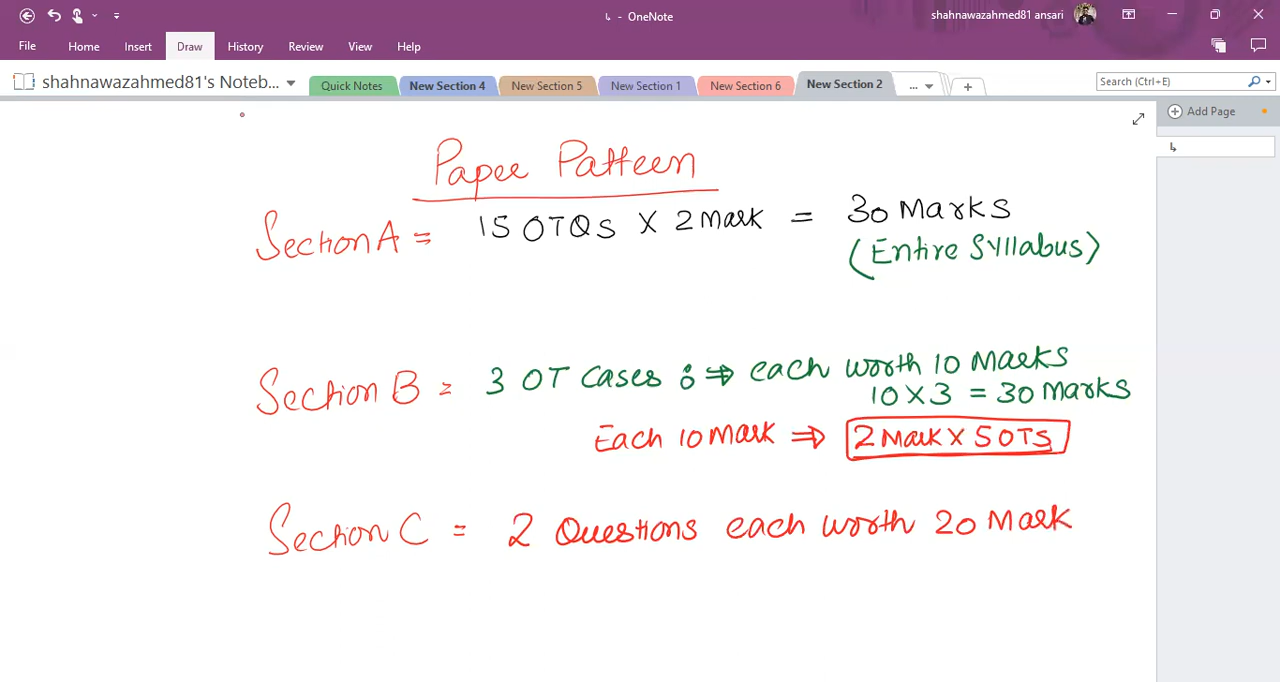 - OneNote
shahnawazahmed81 ansari
File Home Insert Draw History Review View Help
shahnawazahmed81's Noteb... Quick Notes New Section 4 New Section 5 New Section 1 New Section 6 New Section 2 ... + Search (Ctrl+E)
Add Page
Paper Pattern
Section A = 15 OTQs X 2 Mark = 30 Marks
(Entire Syllabus)
Section B = 3 OT Cases : ⇒ each worth 10 Marks
10 X 3 = 30 Marks
Each 10 Mark ⇒ 2 Mark X 5 OTs
Section C = 2 Questions each worth 20 Mark